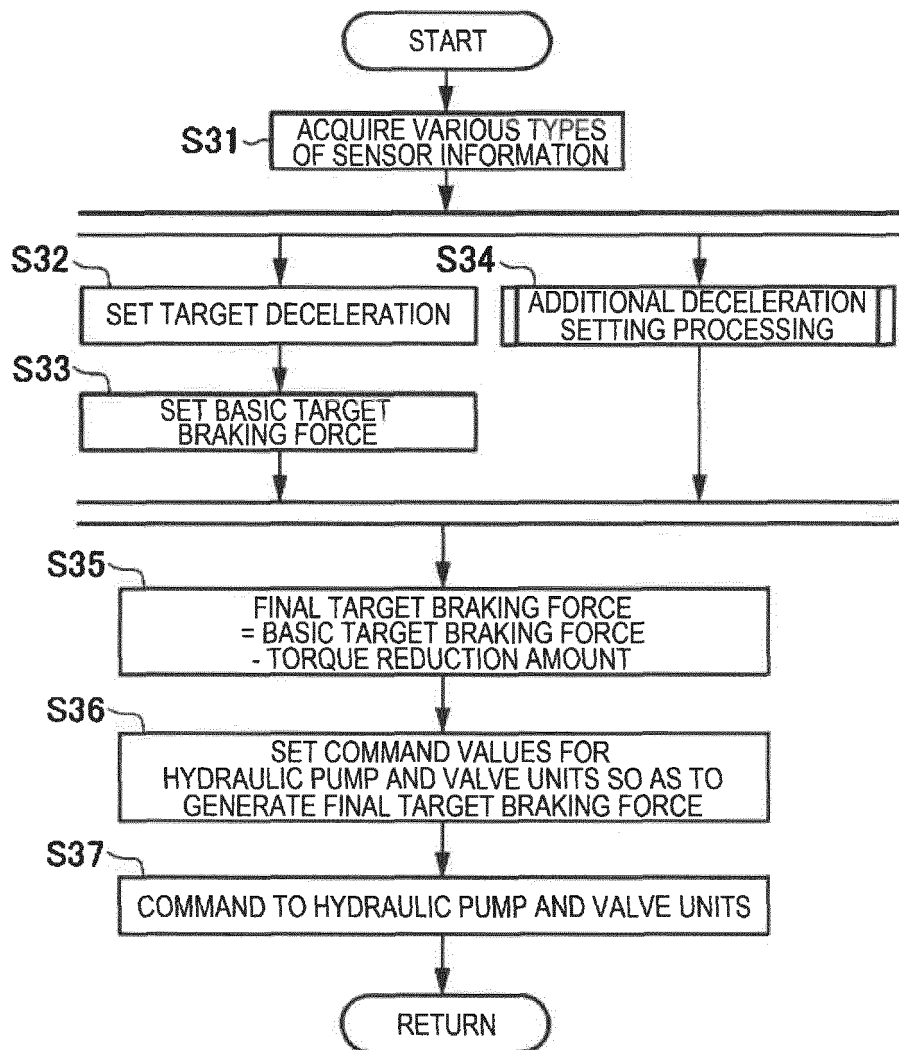 START
S31
ACQUIRE VARIOUS TYPES
OF SENSOR INFORMATION
S32
SET TARGET DECELERATION
S34
ADDITIONAL DECELERATION
SETTING PROCESSING
S33
SET BASIC TARGET
BRAKING FORCE
S35
FINAL TARGET BRAKING FORCE
= BASIC TARGET BRAKING FORCE
- TORQUE REDUCTION AMOUNT
S36
SET COMMAND VALUES FOR
HYDRAULIC PUMP AND VALVE UNITS SO AS TO
GENERATE FINAL TARGET BRAKING FORCE
S37
COMMAND TO HYDRAULIC PUMP AND VALVE UNITS
RETURN